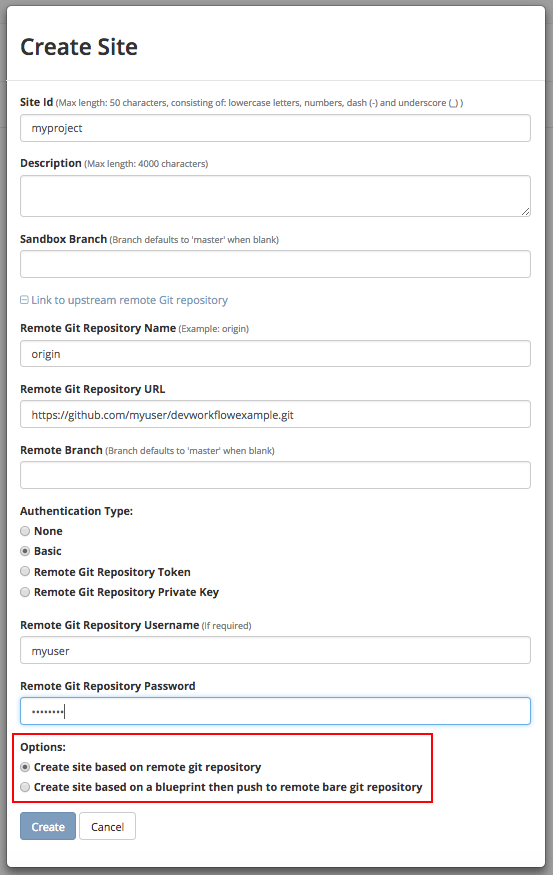 Create Site
Site Id (Max length: 50 characters, consisting of: lowercase letters, numbers, dash (-) and underscore (_) )
myproject
Description (Max length: 4000 characters)
Sandbox Branch (Branch defaults to 'master' when blank)
Link to upstream remote Git repository
Remote Git Repository Name (Example: origin)
origin
Remote Git Repository URL
https://github.com/myuser/devworkflowexample.git
Remote Branch (Branch defaults to 'master' when blank)
Authentication Type:
None
Basic
Remote Git Repository Token
Remote Git Repository Private Key
Remote Git Repository Username (If required)
myuser
Remote Git Repository Password
••••••••
Options:
Create site based on remote git repository
Create site based on a blueprint then push to remote bare git repository
Create Cancel